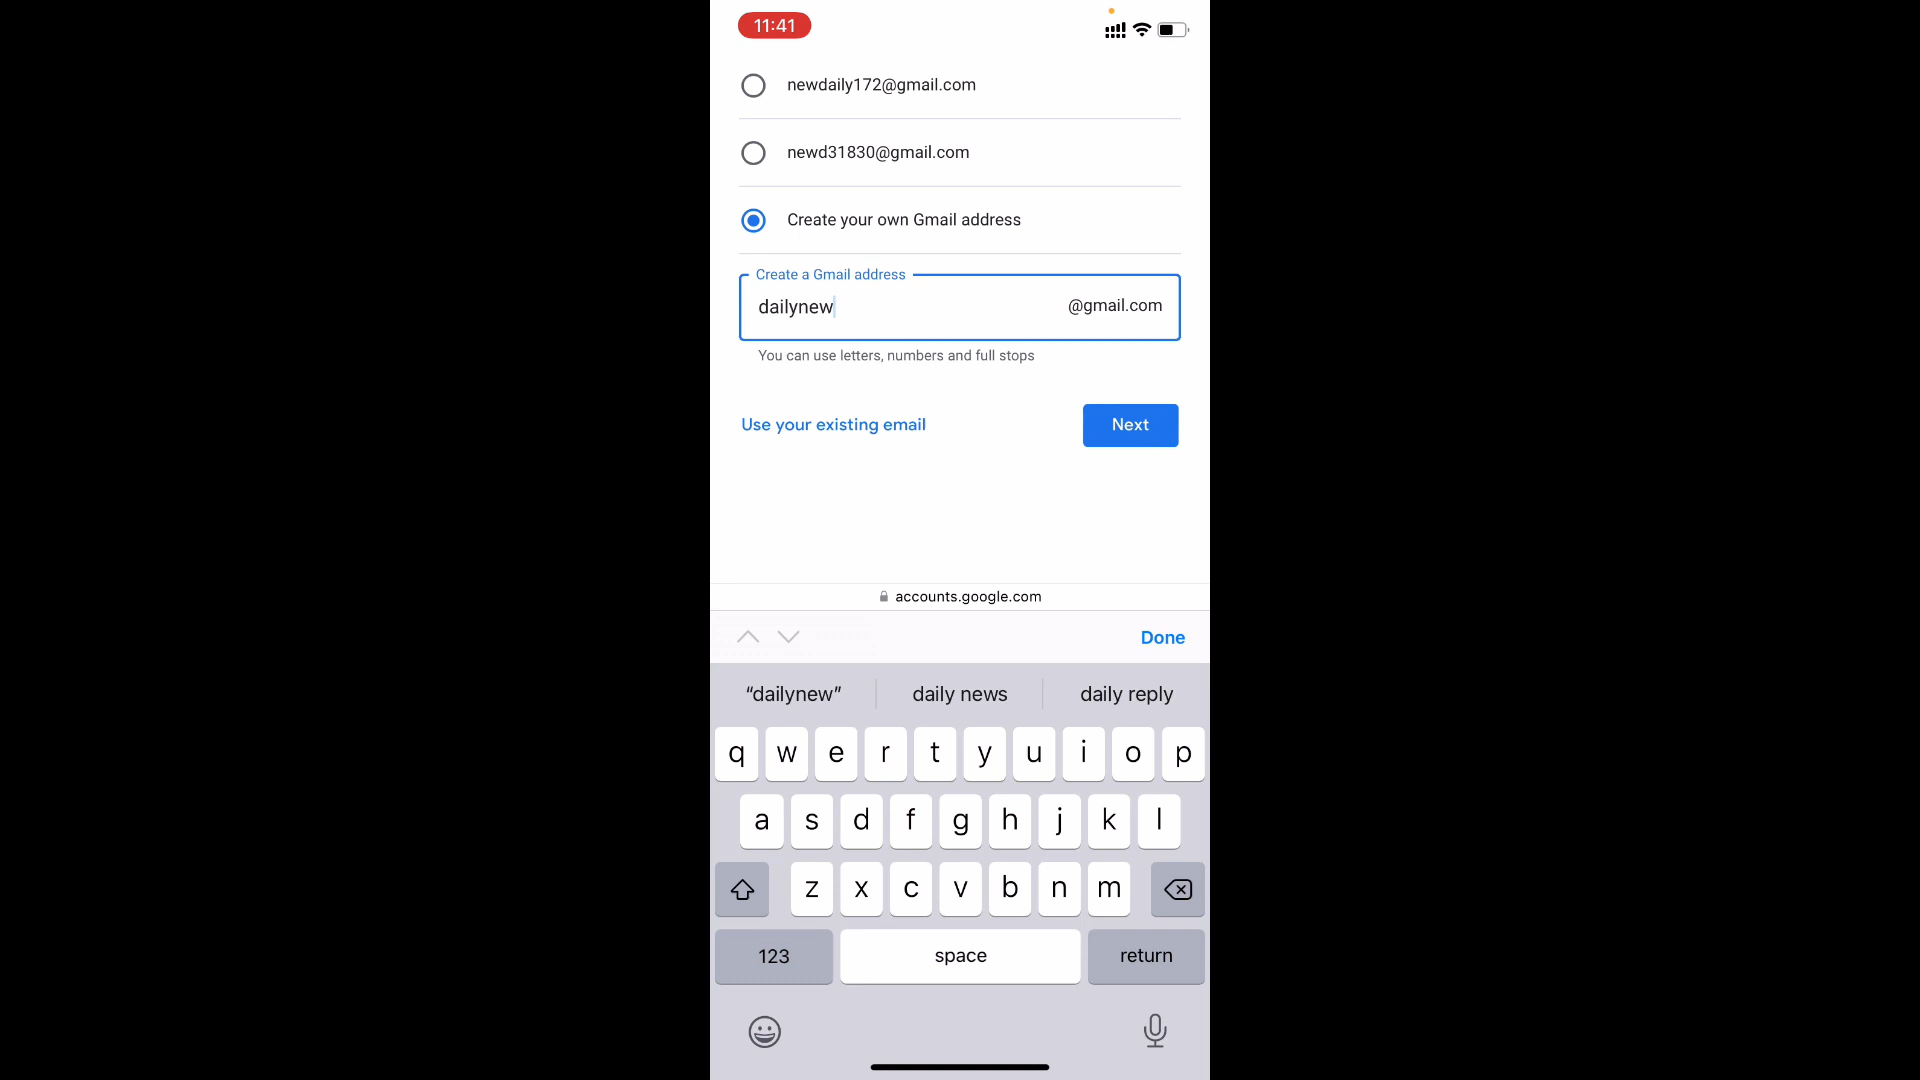 11:41
newdaily172@gmail.com
newd31830@gmail.com
Create your own Gmail address
Create a Gmail address
dailynew @gmail.com
You can use letters, numbers and full stops
Use your existing email Next
accounts.google.com
Done
“dailynew” daily news daily reply
q w e r t y u i o p
a s d f g h j k l
z x c v b n m
123 space return